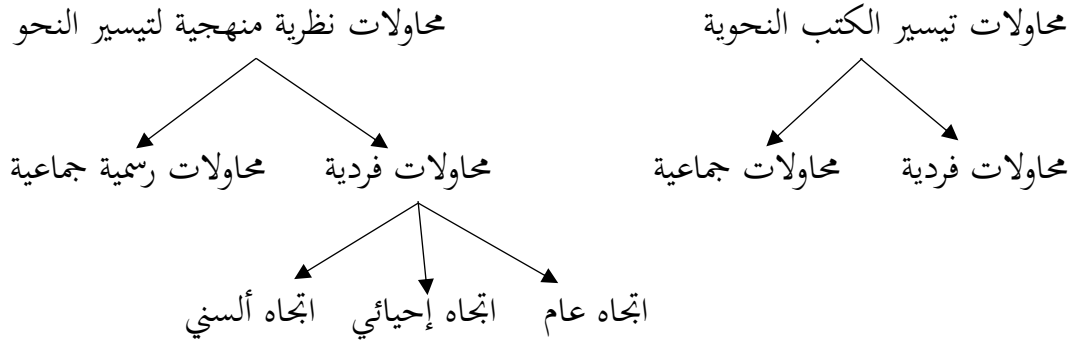 محاولات تيسير الكتب النحوية محاولات نظرية منهجية لتيسير النحو
محاولات فردية محاولات جماعية محاولات فردية محاولات رسمية جماعية
اتجاه عام اتجاه إحيائي اتجاه ألسني